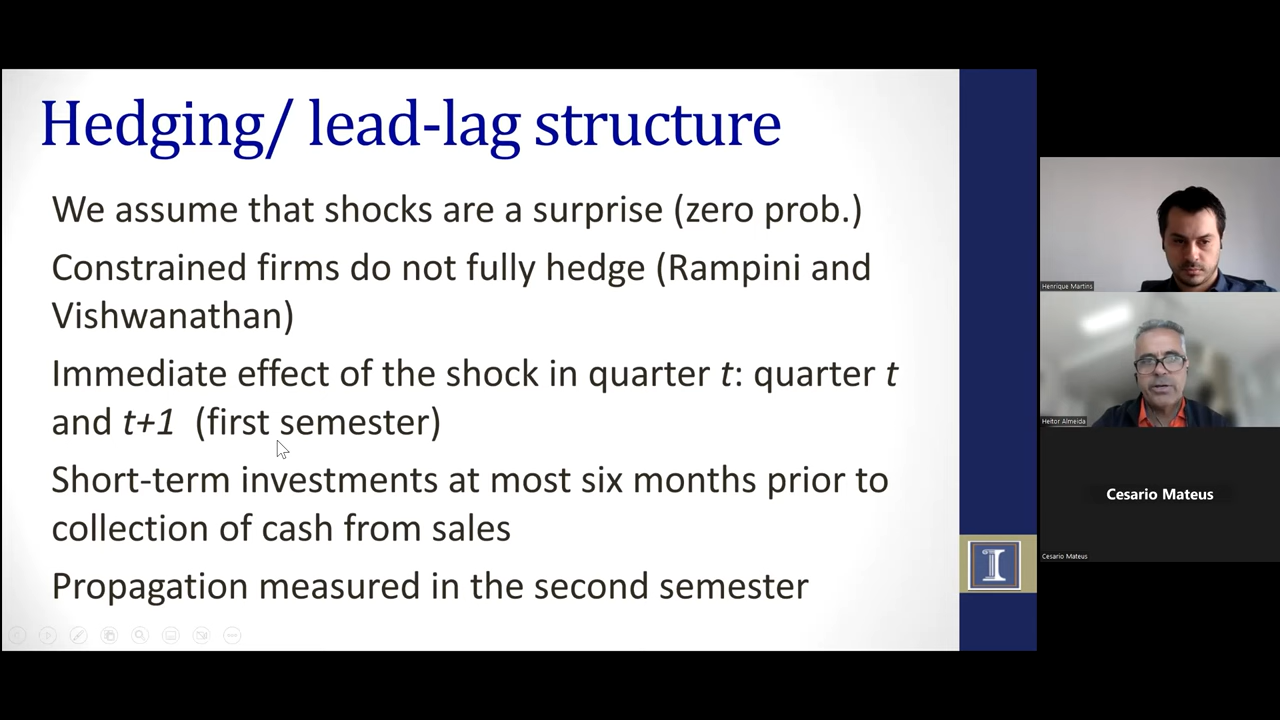 Hedging/ lead-lag structure
We assume that shocks are a surprise (zero prob.)
Constrained firms do not fully hedge (Rampini and
Vishwanathan)
Immediate effect of the shock in quarter t: quarter t
and t+1 (first semester)
Short-term investments at most six months prior to
collection of cash from sales
Propagation measured in the second semester
I
Henrique Martins
Heitor Almeida
Cesario Mateus
Cesario Mateus